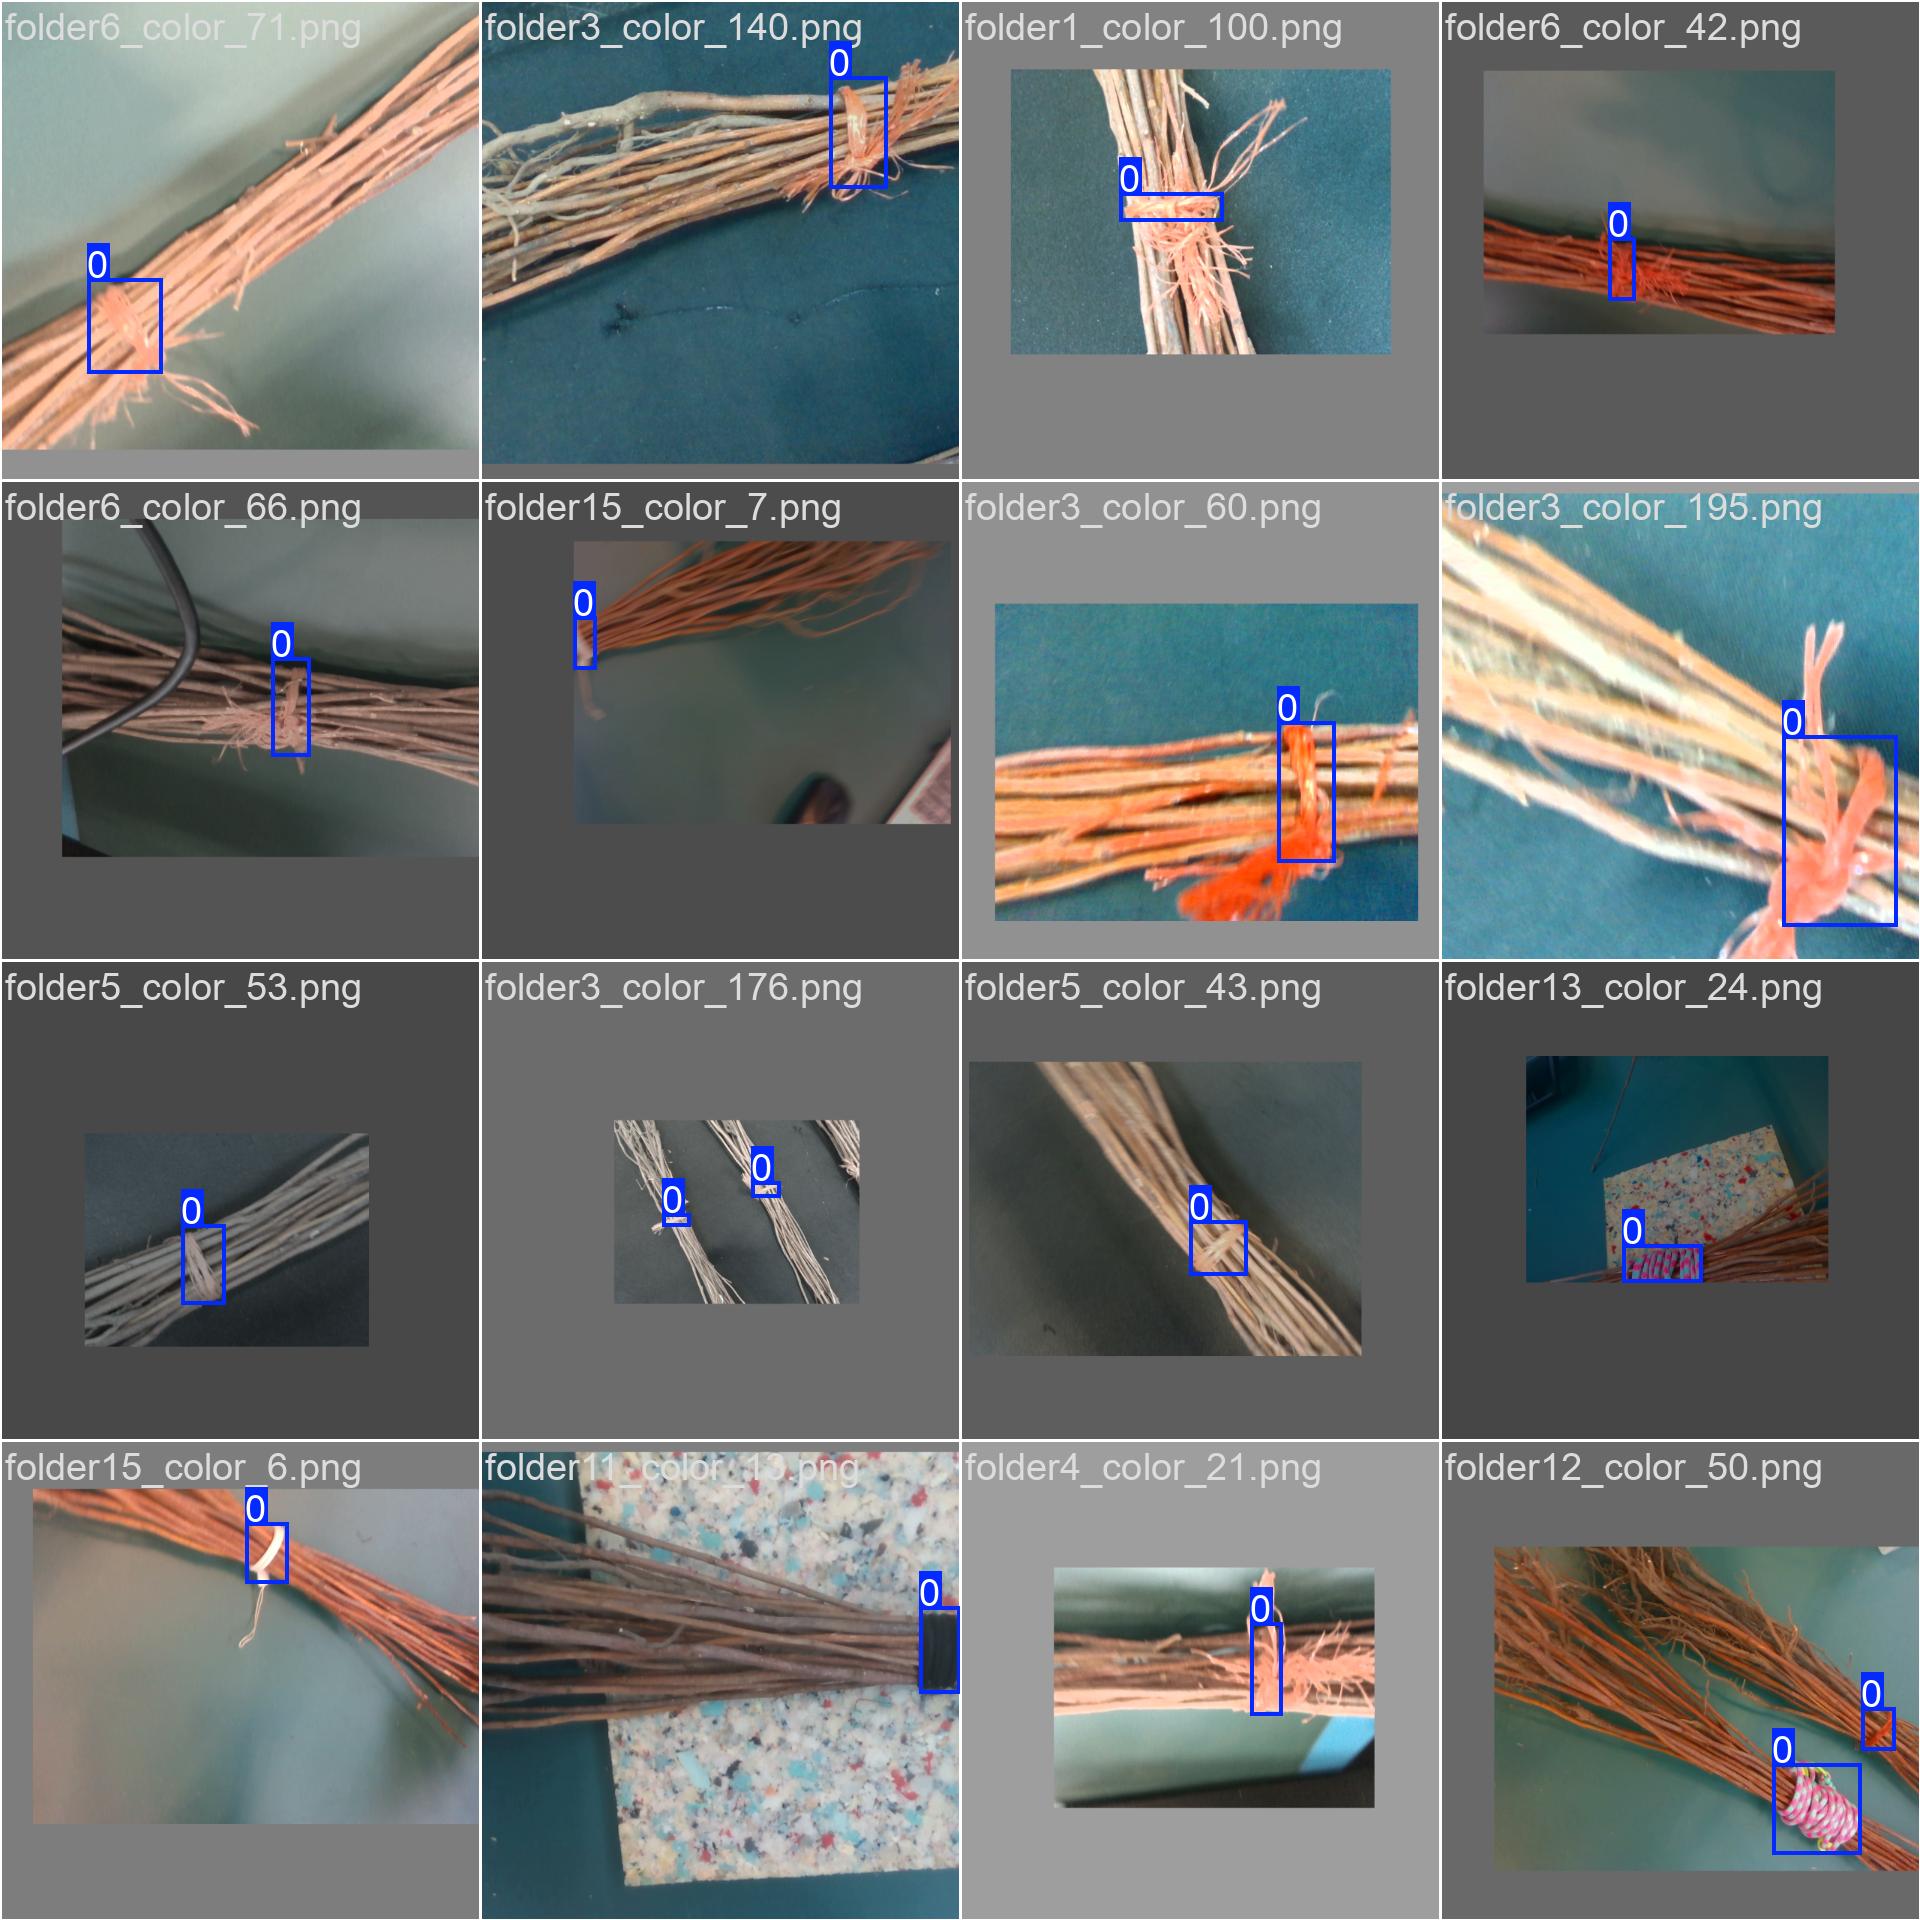 folder6_color_71.png
folder3_color_140.png
folder1_color_100.png
folder6_color_42.png
0
0
0
0
folder6_color_66.png
folder15_color_7.png
folder3_color_60.png
folder3_color_195.png
0
0
0
0
folder5_color_53.png
folder3_color_176.png
folder5_color_43.png
folder13_color_24.png
0
0
0
0
0
folder15_color_6.png
folder11_color_13.png
folder4_color_21.png
folder12_color_50.png
0
0
0
0
0